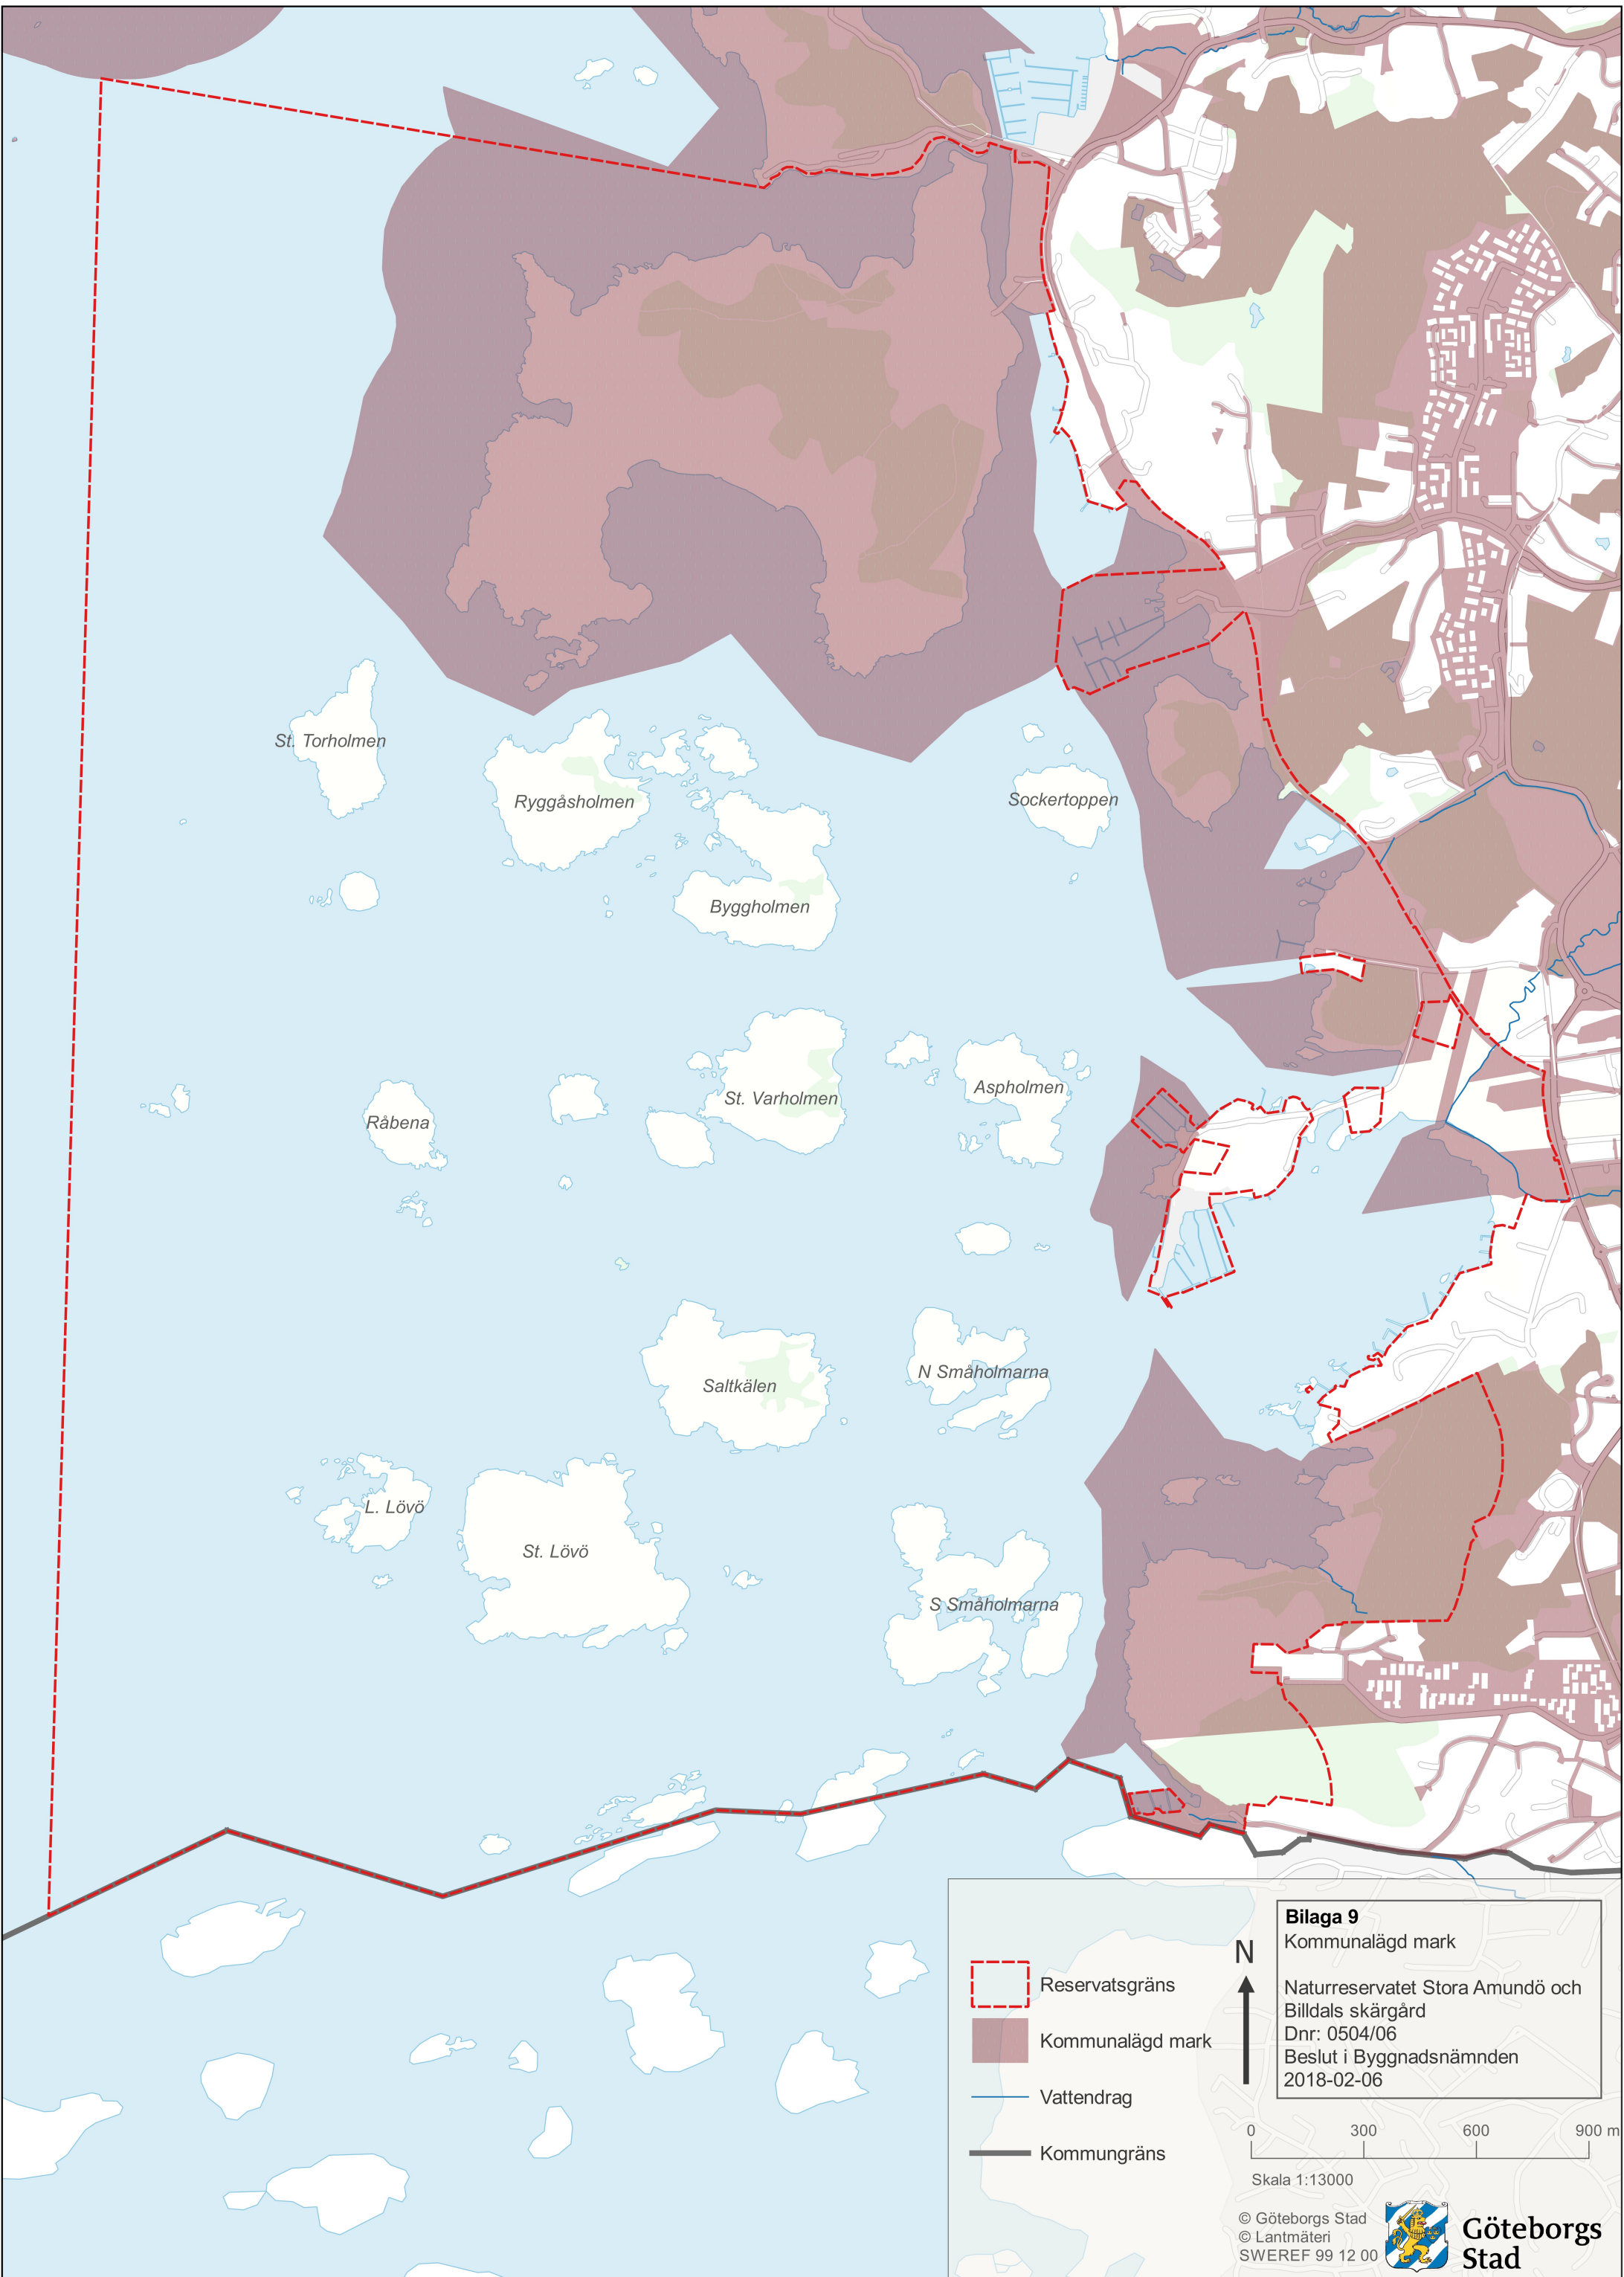 St. Torholmen
Ryggåsholmen
Sockertoppen
Byggholmen
St. Varholmen
Aspholmen
Råbena
Saltkälen
N Småholmarna
L. Lövö
St. Lövö
S Småholmarna
Reservatsgräns
Kommunalägd mark
Vattendrag
Kommungräns
N
Bilaga 9
Kommunalägd mark
Naturreservatet Stora Amundö och
Billdals skärgård
Dnr: 0504/06
Beslut i Byggnadsnämnden
2018-02-06
0 300 600 900 m
Skala 1:13000
© Göteborgs Stad
© Lantmäteri
SWEREF 99 12 00
Göteborgs
Stad